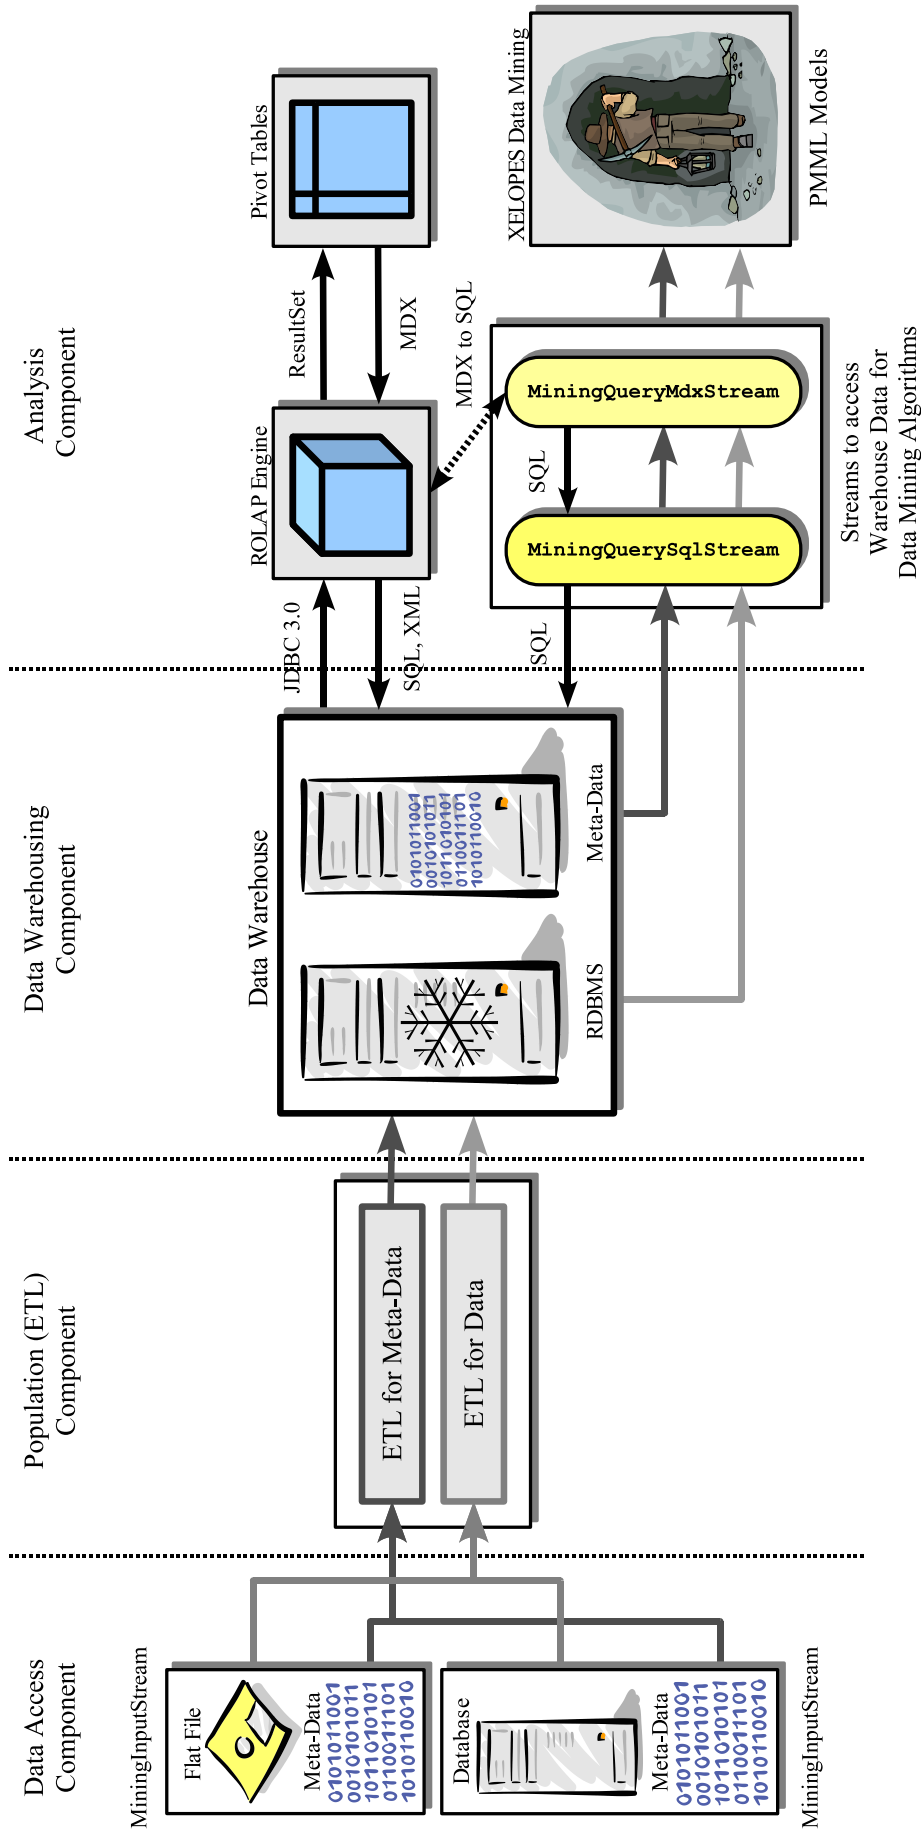 Data Access
Component
Population (ETL)
Component
Data Warehousing
Component
Analysis
Component
MiningInputStream
Flat File
C
Meta-Data
0101011001
0010101011
1011010101
0110011101
1010110010
Database
Meta-Data
0101011001
0010101011
1011010101
0110011101
1010110010
MiningInputStream
ETL for Meta-Data
ETL for Data
Data Warehouse
RDBMS
0101011001
0010101011
1011010101
0110011101
1010110010
Meta-Data
JDBC 3.0
SQL, XML
SQL
ROLAP Engine
ResultSet
MDX
Pivot Tables
MDX to SQL
MiningQuerySqlStream
SQL
MiningQueryMdxStream
Streams to access
Warehouse Data for
Data Mining Algorithms
XELOPES Data Mining
PMML Models